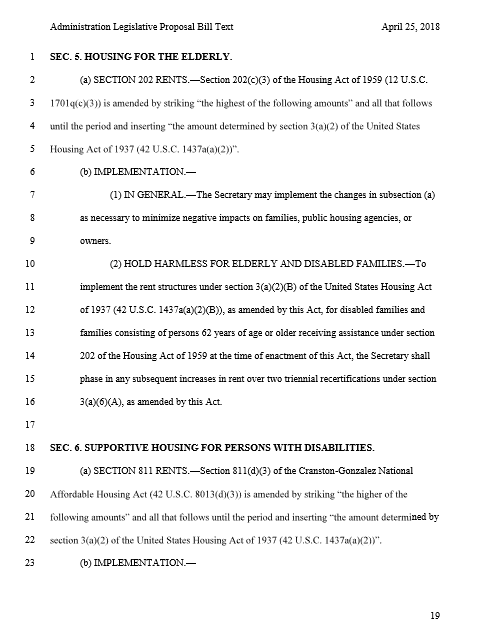 Administration Legislative Proposal Bill Text April 25, 2018
1 SEC. 5. HOUSING FOR THE ELDERLY.
2 (a) SECTION 202 RENTS.—Section 202(c)(3) of the Housing Act of 1959 (12 U.S.C.
3 1701q(c)(3)) is amended by striking “the highest of the following amounts” and all that follows
4 until the period and inserting “the amount determined by section 3(a)(2) of the United States
5 Housing Act of 1937 (42 U.S.C. 1437a(a)(2))”.
6 (b) IMPLEMENTATION.—
7 (1) IN GENERAL.—The Secretary may implement the changes in subsection (a)
8 as necessary to minimize negative impacts on families, public housing agencies, or
9 owners.
10 (2) HOLD HARMLESS FOR ELDERLY AND DISABLED FAMILIES.—To
11 implement the rent structures under section 3(a)(2)(B) of the United States Housing Act
12 of 1937 (42 U.S.C. 1437a(a)(2)(B)), as amended by this Act, for disabled families and
13 families consisting of persons 62 years of age or older receiving assistance under section
14 202 of the Housing Act of 1959 at the time of enactment of this Act, the Secretary shall
15 phase in any subsequent increases in rent over two triennial recertifications under section
16 3(a)(6)(A), as amended by this Act.
17
18 SEC. 6. SUPPORTIVE HOUSING FOR PERSONS WITH DISABILITIES.
19 (a) SECTION 811 RENTS.—Section 811(d)(3) of the Cranston-Gonzalez National
20 Affordable Housing Act (42 U.S.C. 8013(d)(3)) is amended by striking “the higher of the
21 following amounts” and all that follows until the period and inserting “the amount determined by
22 section 3(a)(2) of the United States Housing Act of 1937 (42 U.S.C. 1437a(a)(2))”.
23 (b) IMPLEMENTATION.—
19